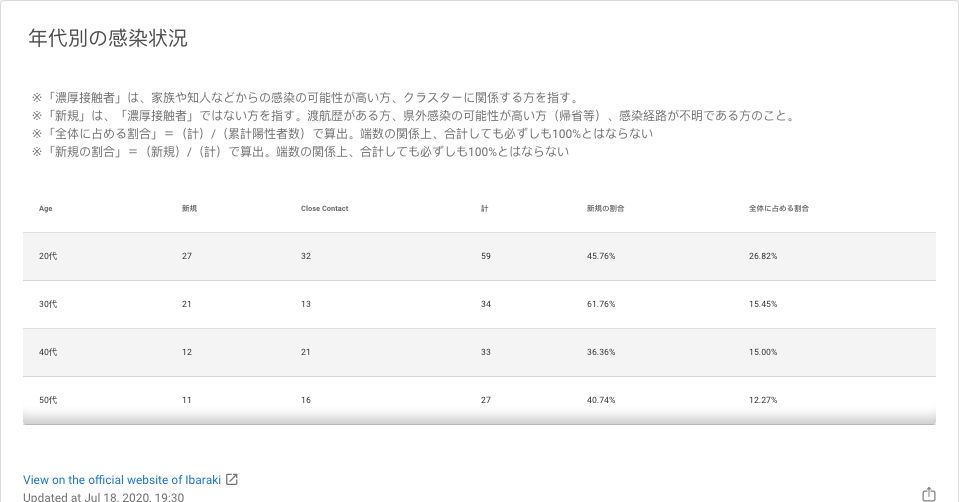 年代別の感染状況
※「濃厚接触者」は、家族や知人などからの感染の可能性が高い方、クラスターに関係する方を指す。
※「新規」は、「濃厚接触者」ではない方を指す。渡航歴がある方、県外感染の可能性が高い方（帰省等）、感染経路が不明である方のこと。
※「全体に占める割合」＝（計）/（累計陽性者数）で算出。端数の関係上、合計しても必ずしも100%とはならない
※「新規の割合」＝（新規）/（計）で算出。端数の関係上、合計しても必ずしも100%とはならない
Age 新規 Close Contact 計 新規の割合 全体に占める割合
20代 27 32 59 45.76% 26.82%
30代 21 13 34 61.76% 15.45%
40代 12 21 33 36.36% 15.00%
50代 11 16 27 40.74% 12.27%
View on the official website of Ibaraki
Updated at Jul 18, 2020, 19:30